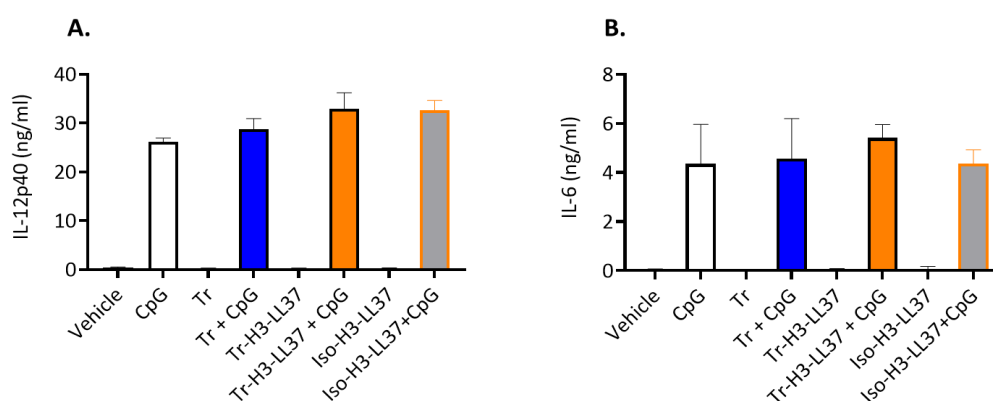 A.
IL-12p40 (ng/ml)
40
30
20
10
0
Vehicle
CpG
Tr
Tr + CpG
Tr-H3-LL37
Tr-H3-LL37 + CpG
Iso-H3-LL37
Iso-H3-LL37+CpG
B.
IL-6 (ng/ml)
8
6
4
2
0
Vehicle
CpG
Tr
Tr + CpG
Tr-H3-LL37
Tr-H3-LL37 + CpG
Iso-H3-LL37
Iso-H3-LL37+CpG